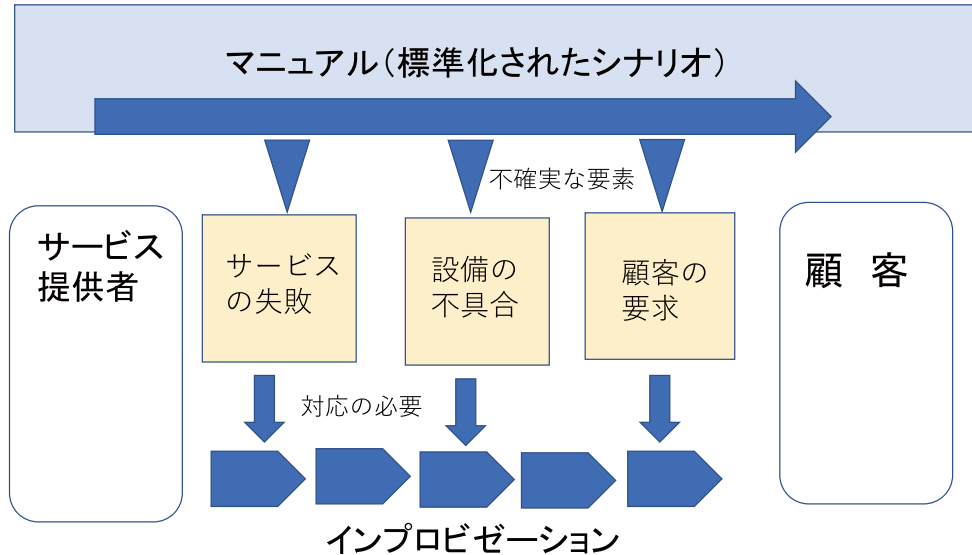 マニュアル（標準化されたシナリオ）
不確実な要素
サービス
提供者
サービス
の失敗
設備の
不具合
顧客の
要求
顧　客
対応の必要
インプロビゼーション